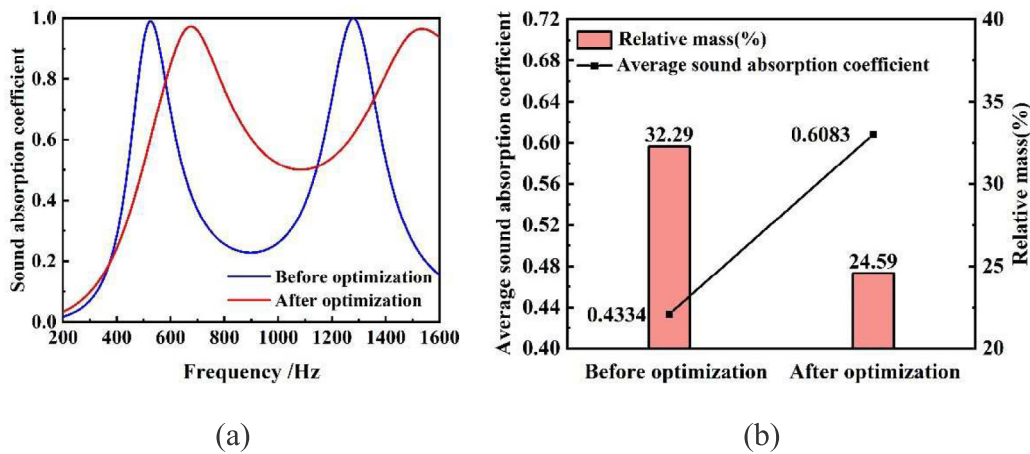 Sound absorption coefficient
1.0
0.8
0.6
0.4
0.2
0.0
Before optimization
After optimization
200 400 600 800 1000 1200 1400 1600
Frequency /Hz
(a)
Average sound absorption coefficient
0.72
0.68
0.64
0.60
0.56
0.52
0.48
0.44
0.40
Relative mass(%)
Average sound absorption coefficient
32.29
0.6083
24.59
0.4334
40
35
30
25
20
Relative mass(%)
Before optimization After optimization
(b)